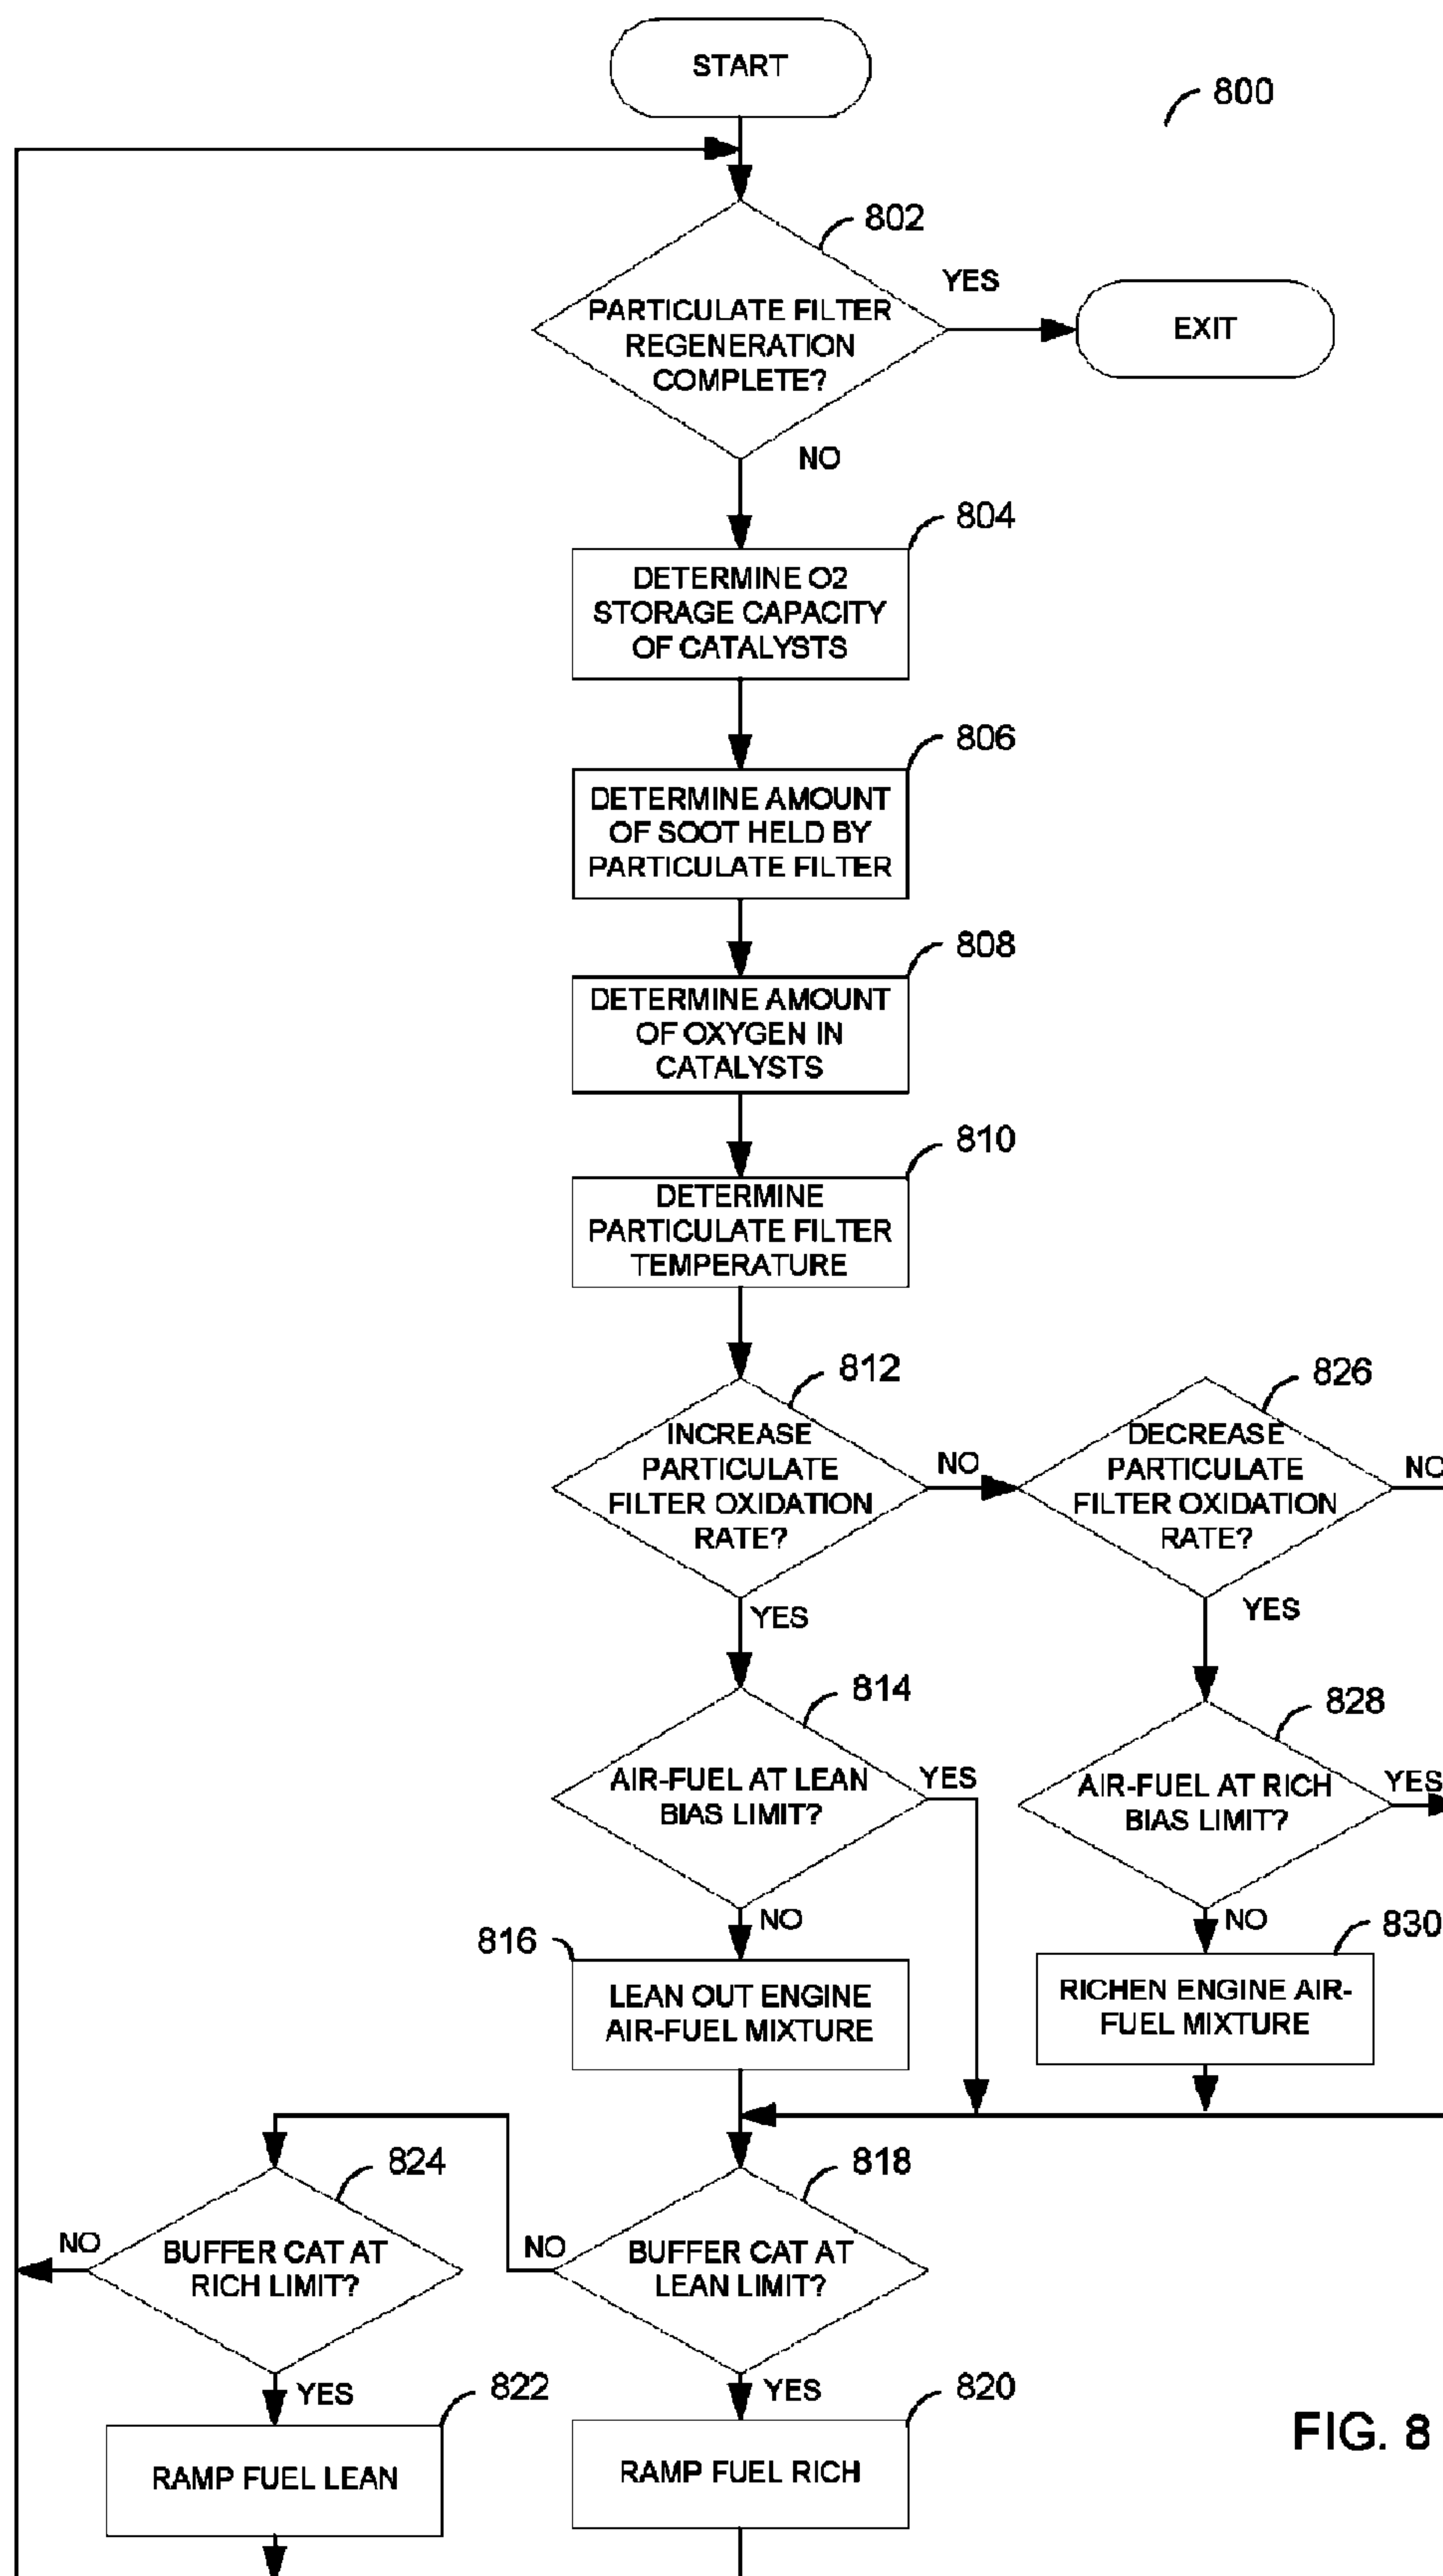 START
800
802
YES
PARTICULATE FILTER
REGENERATION
COMPLETE?
EXIT
NO
804
DETERMINE O2
STORAGE CAPACITY
OF CATALYSTS
806
DETERMINE AMOUNT
OF SOOT HELD BY
PARTICULATE FILTER
808
DETERMINE AMOUNT
OF OXYGEN IN
CATALYSTS
810
DETERMINE
PARTICULATE FILTER
TEMPERATURE
812
INCREASE
PARTICULATE
FILTER OXIDATION
RATE?
NO
826
DECREASE
PARTICULATE
FILTER OXIDATION
RATE?
NO
YES
YES
814
AIR-FUEL AT LEAN
BIAS LIMIT?
YES
828
AIR-FUEL AT RICH
BIAS LIMIT?
YES
NO
NO
816
LEAN OUT ENGINE
AIR-FUEL MIXTURE
830
RICHEN ENGINE AIR-
FUEL MIXTURE
824
NO
BUFFER CAT AT
RICH LIMIT?
818
NO
BUFFER CAT AT
LEAN LIMIT?
YES
822
RAMP FUEL LEAN
YES
820
RAMP FUEL RICH
FIG. 8